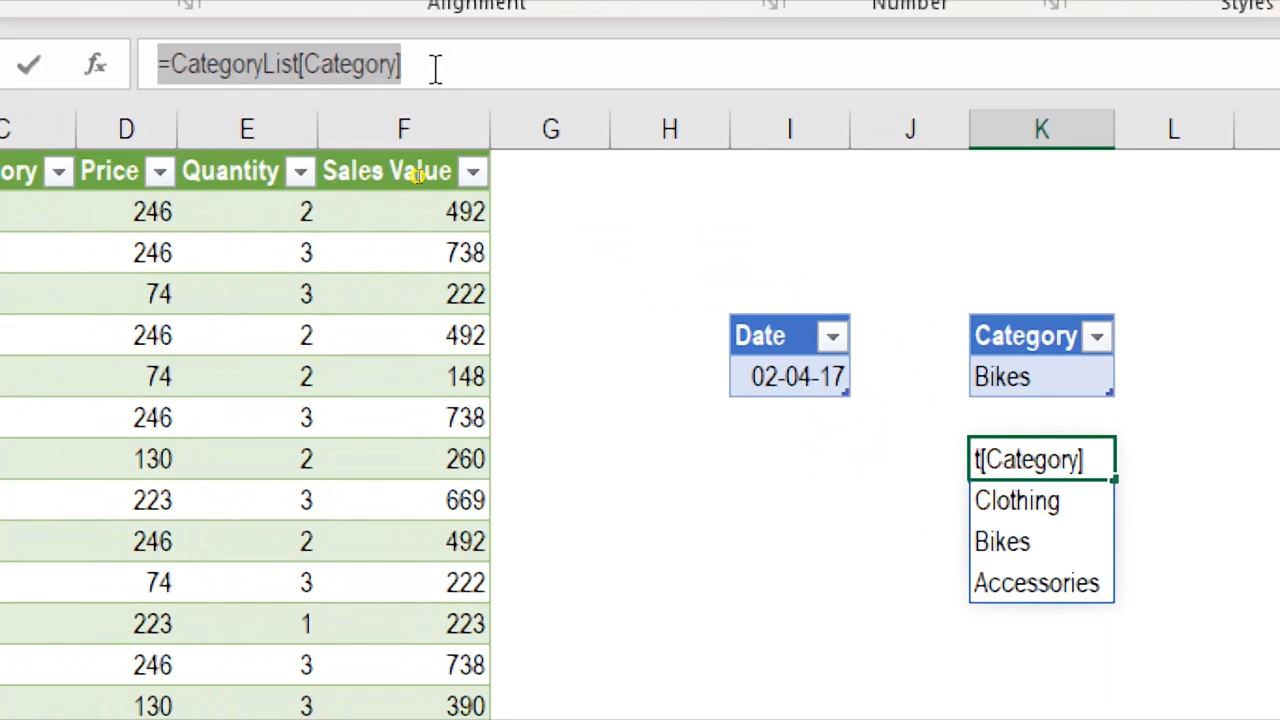 Alignment Number Styles
fx =CategoryList[Category]
C D E F G H I J K L
ory Price Quantity Sales Value
246 2 492
246 3 738
74 3 222
246 2 492
Date Category
74 2 148
02-04-17 Bikes
246 3 738
130 2 260
t[Category]
223 3 669
Clothing
246 2 492
Bikes
74 3 222
Accessories
223 1 223
246 3 738
130 3 390